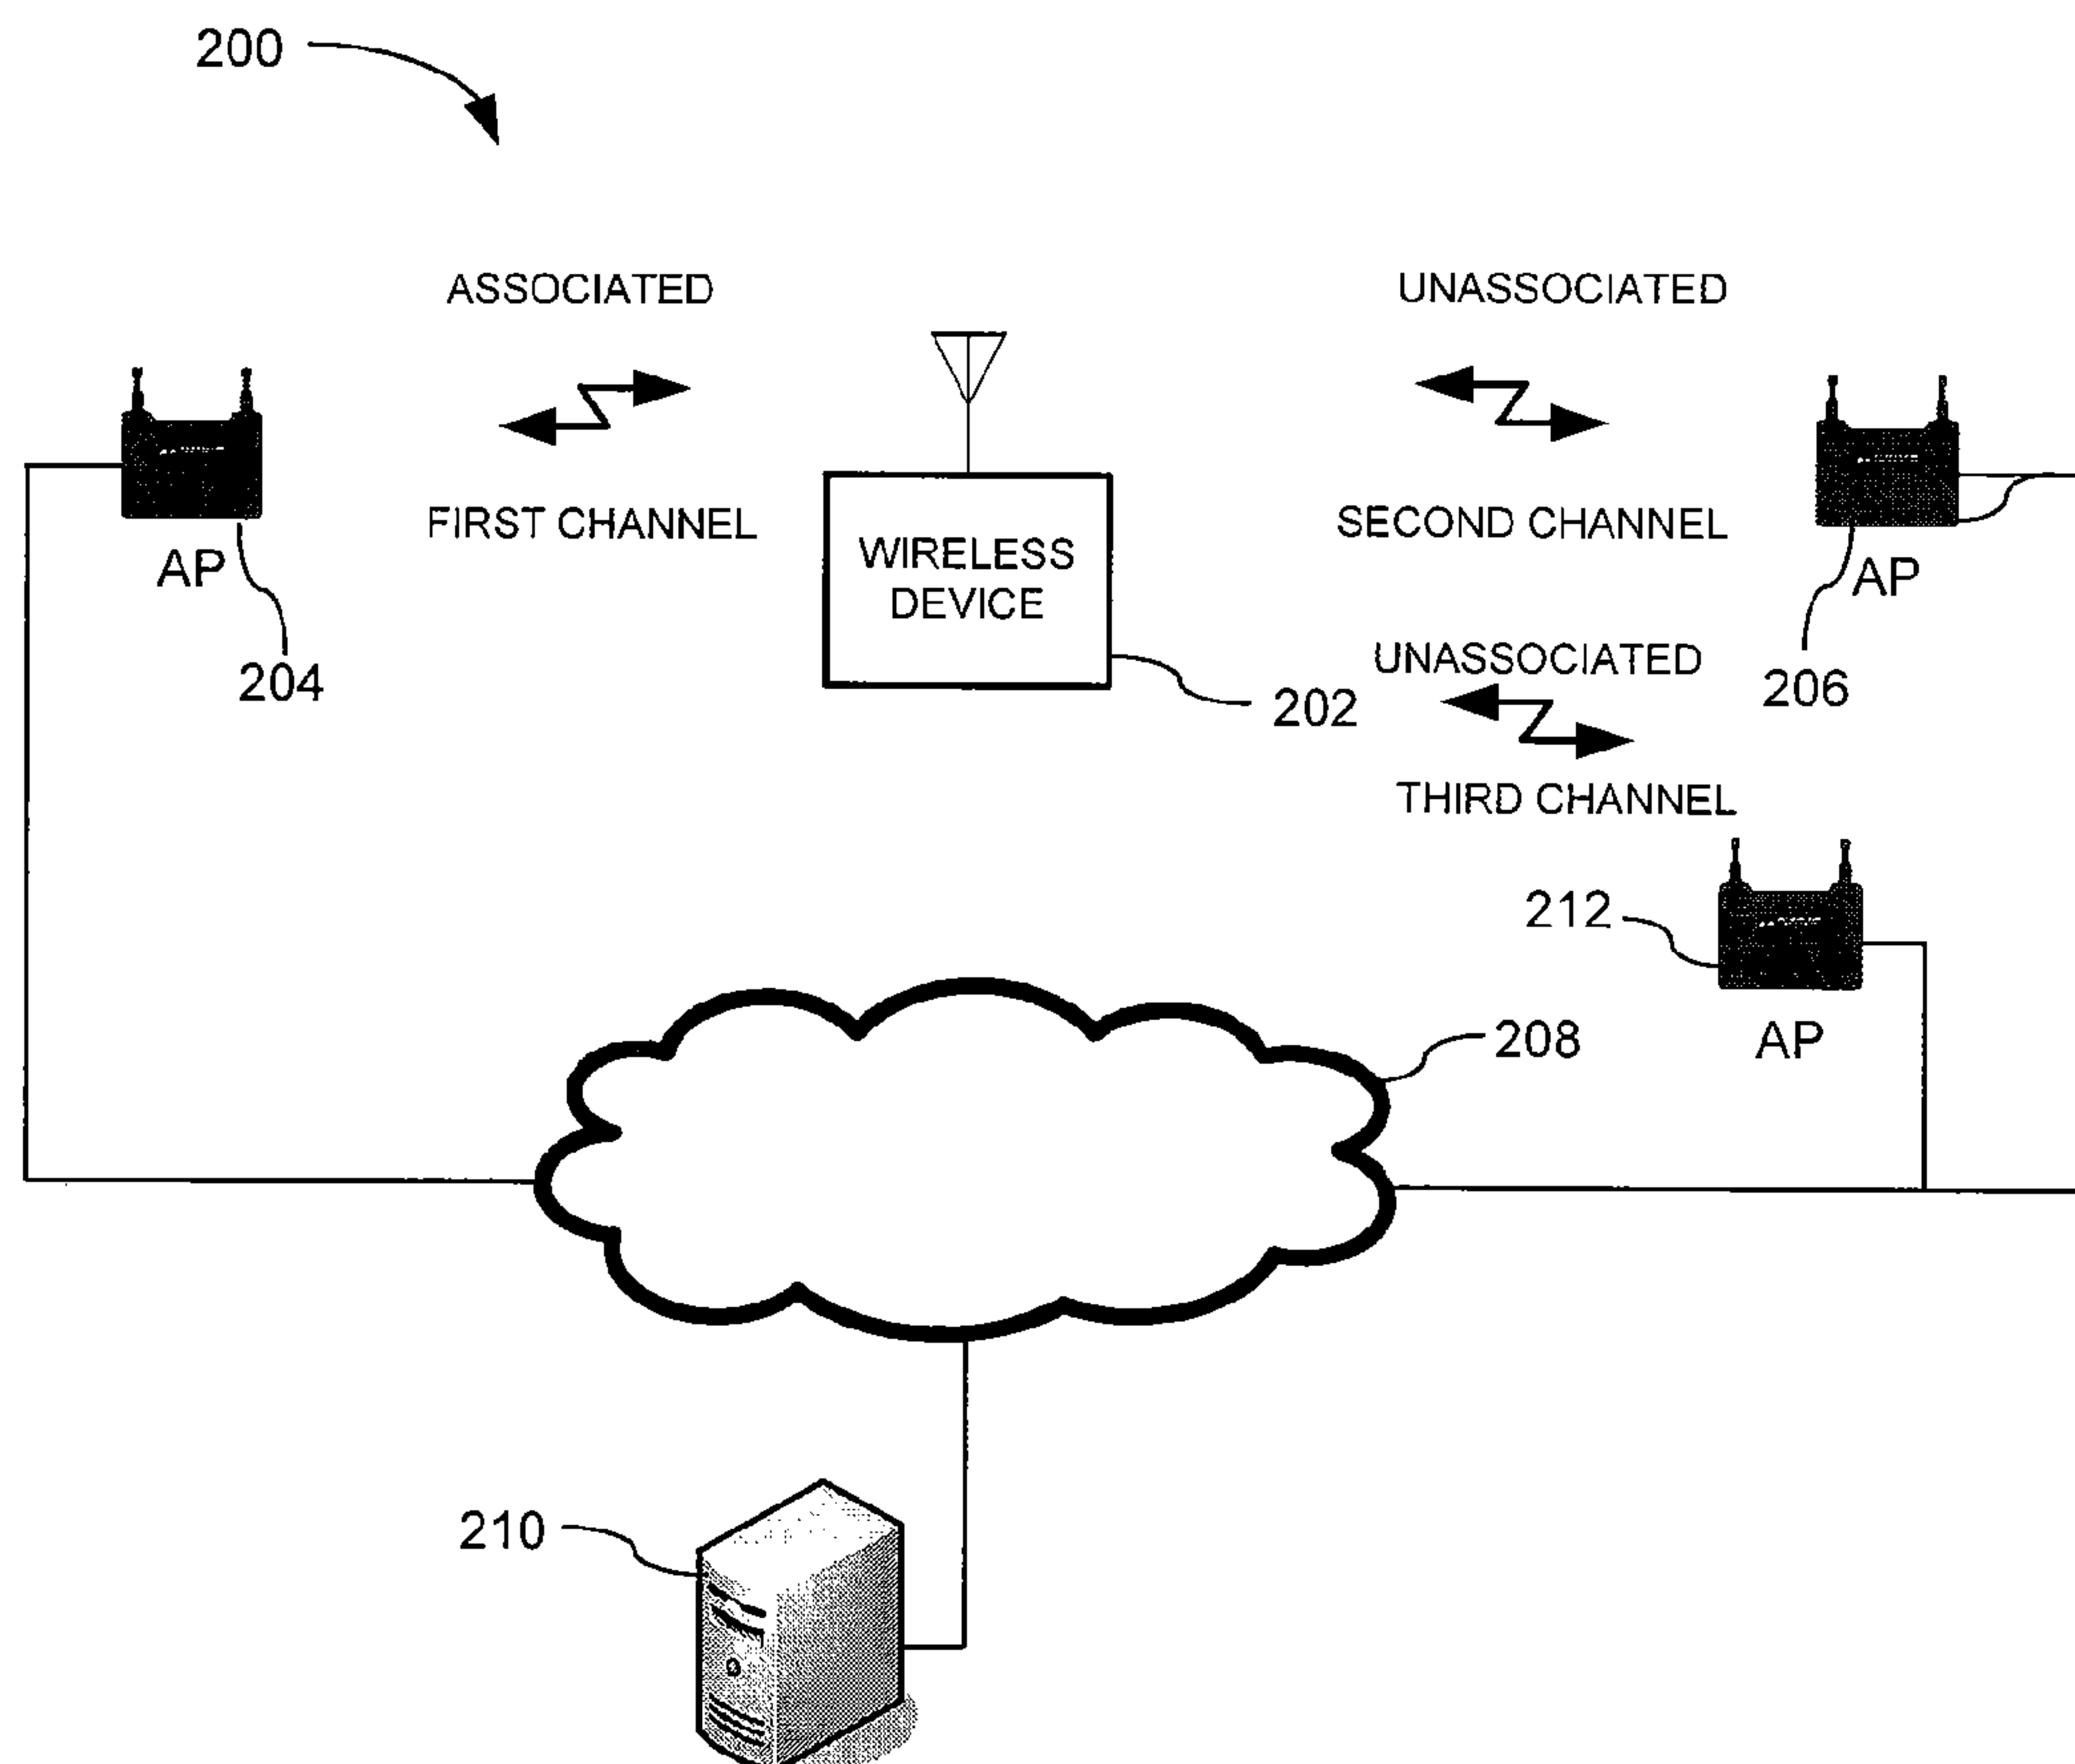 200
ASSOCIATED
UNASSOCIATED
FIRST CHANNEL
SECOND CHANNEL
WIRELESS
DEVICE
AP
AP
204
202
206
UNASSOCIATED
THIRD CHANNEL
212
AP
208
210